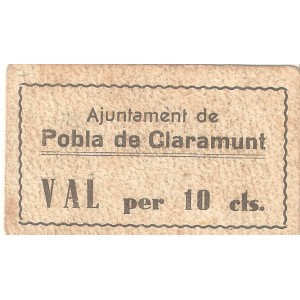 Ajuntament de
Pobla de Claramunt
VAL per 10 cts.